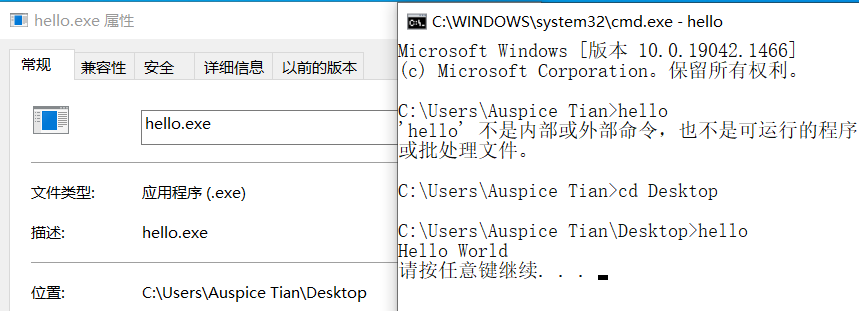 hello.exe 属性
常规
兼容性
安全
详细信息
以前的版本
hello.exe
文件类型:
应用程序 (.exe)
描述:
hello.exe
位置:
C:\Users\Auspice Tian\Desktop
C:\WINDOWS\system32\cmd.exe - hello
Microsoft Windows [版本 10.0.19042.1466]
(c) Microsoft Corporation。保留所有权利。
C:\Users\Auspice Tian>hello
'hello' 不是内部或外部命令，也不是可运行的程序
或批处理文件。
C:\Users\Auspice Tian>cd Desktop
C:\Users\Auspice Tian\Desktop>hello
Hello World
请按任意键继续. . .